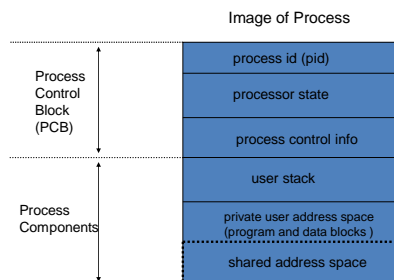 Image of Process
Process
Control
Block
(PCB)
process id (pid)
processor state
process control info
Process
Components
user stack
private user address space
(program and data blocks )
shared address space